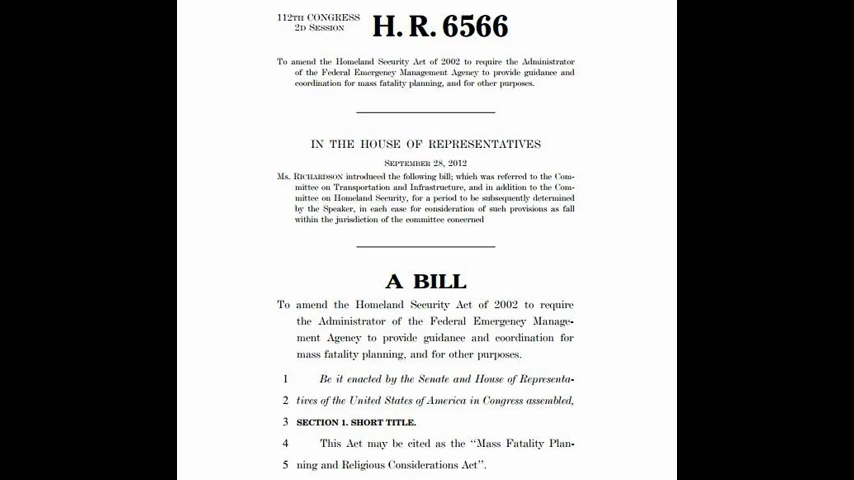 112TH CONGRESS
2D SESSION
H. R. 6566
To amend the Homeland Security Act of 2002 to require the Administrator
of the Federal Emergency Management Agency to provide guidance and
coordination for mass fatality planning, and for other purposes.
IN THE HOUSE OF REPRESENTATIVES
SEPTEMBER 28, 2012
Ms. RICHARDSON introduced the following bill; which was referred to the Com-
mittee on Transportation and Infrastructure, and in addition to the Com-
mittee on Homeland Security, for a period to be subsequently determined
by the Speaker, in each case for consideration of such provisions as fall
within the jurisdiction of the committee concerned
A BILL
To amend the Homeland Security Act of 2002 to require
the Administrator of the Federal Emergency Manage-
ment Agency to provide guidance and coordination for
mass fatality planning, and for other purposes.
1 Be it enacted by the Senate and House of Representa-
2 tives of the United States of America in Congress assembled,
3 SECTION 1. SHORT TITLE.
4 This Act may be cited as the ‘‘Mass Fatality Plan-
5 ning and Religious Considerations Act’’.